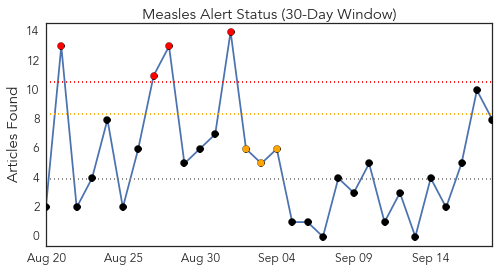 Measles Alert Status (30-Day Window)
Articles Found
14
12
10
8
6
4
2
0
Aug 20 Aug 25 Aug 30 Sep 04 Sep 09 Sep 14